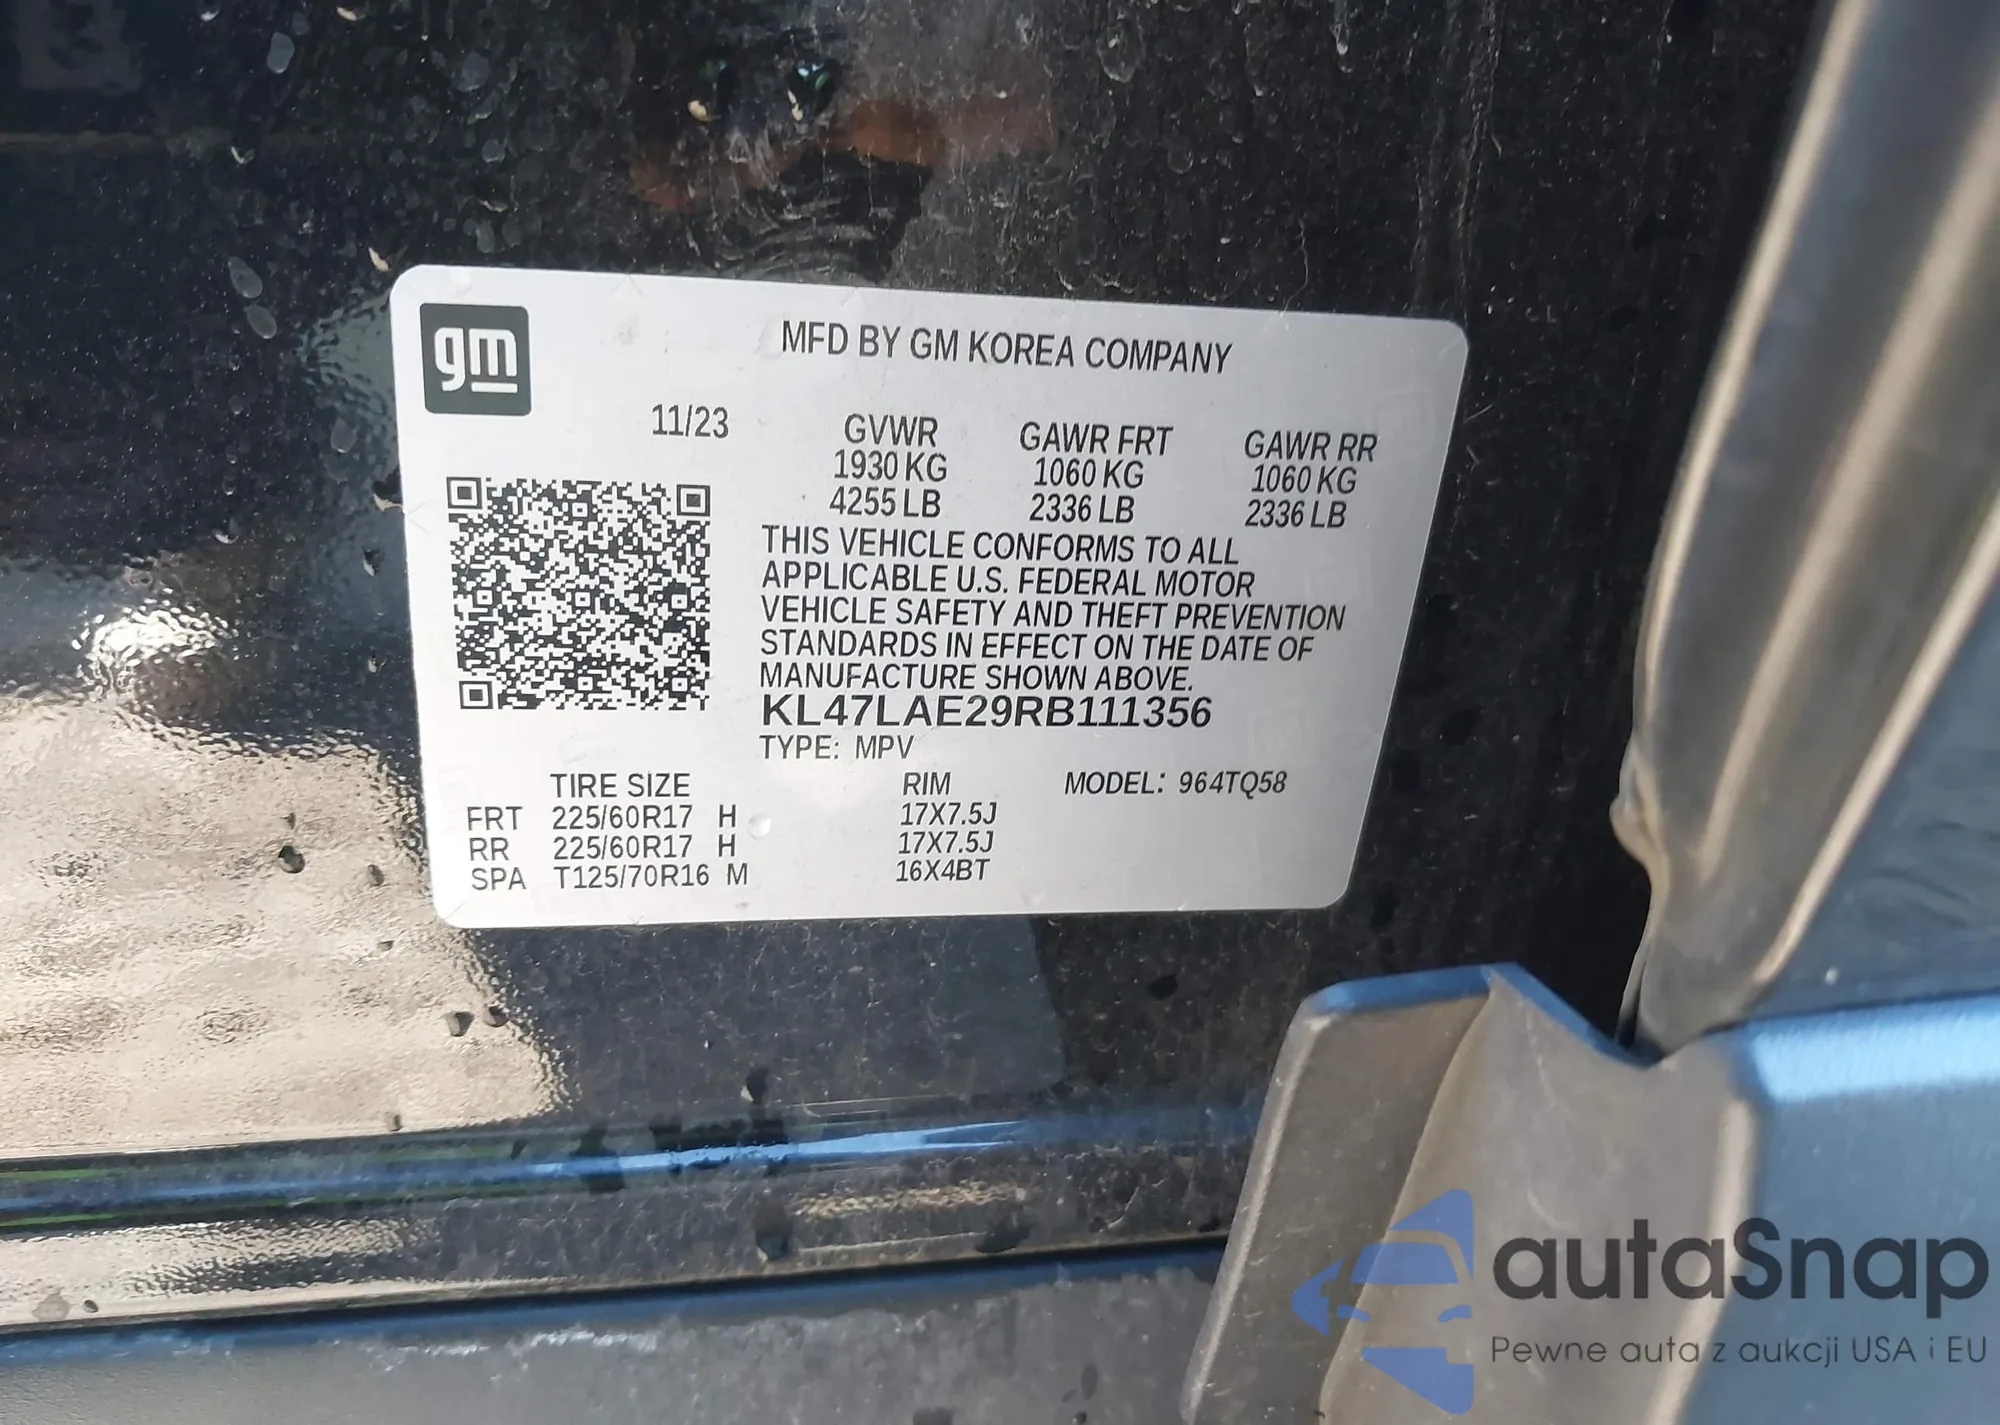 gm
MFD BY GM KOREA COMPANY
11/23
GVWR GAWR FRT GAWR RR
1930 KG 1060 KG 1060 KG
4255 LB 2336 LB 2336 LB
THIS VEHICLE CONFORMS TO ALL
APPLICABLE U.S. FEDERAL MOTOR
VEHICLE SAFETY AND THEFT PREVENTION
STANDARDS IN EFFECT ON THE DATE OF
MANUFACTURE SHOWN ABOVE.
KL47LAE29RB111356
TYPE: MPV
TIRE SIZE RIM MODEL: 964TQ58
FRT 225/60R17 H 17X7.5J
RR 225/60R17 H 17X7.5J
SPA T125/70R16 M 16X4BT
autaSnap
Pewne auta z aukcji USA i EU